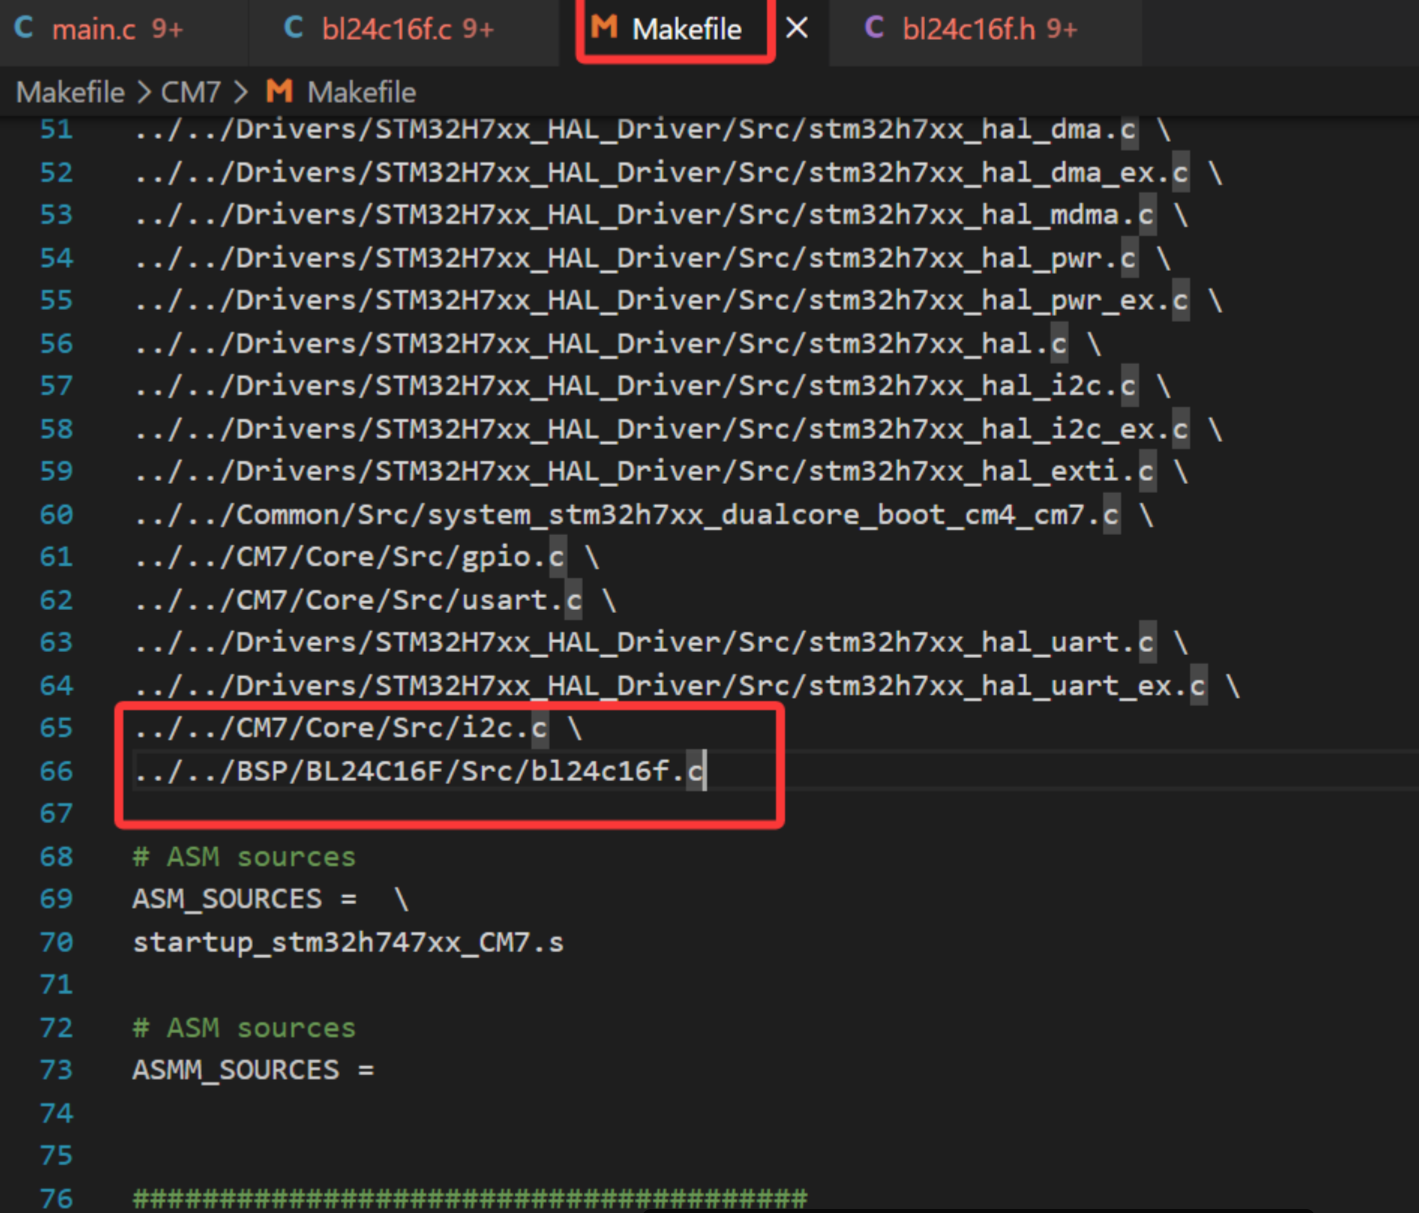 C main.c 9+ C bl24c16f.c 9+ M Makefile × C bl24c16f.h 9+
Makefile > CM7 > M Makefile
51 ../../Drivers/STM32H7xx_HAL_Driver/Src/stm32h7xx_hal_dma.c \
52 ../../Drivers/STM32H7xx_HAL_Driver/Src/stm32h7xx_hal_dma_ex.c \
53 ../../Drivers/STM32H7xx_HAL_Driver/Src/stm32h7xx_hal_mdma.c \
54 ../../Drivers/STM32H7xx_HAL_Driver/Src/stm32h7xx_hal_pwr.c \
55 ../../Drivers/STM32H7xx_HAL_Driver/Src/stm32h7xx_hal_pwr_ex.c \
56 ../../Drivers/STM32H7xx_HAL_Driver/Src/stm32h7xx_hal.c \
57 ../../Drivers/STM32H7xx_HAL_Driver/Src/stm32h7xx_hal_i2c.c \
58 ../../Drivers/STM32H7xx_HAL_Driver/Src/stm32h7xx_hal_i2c_ex.c \
59 ../../Drivers/STM32H7xx_HAL_Driver/Src/stm32h7xx_hal_exti.c \
60 ../../Common/Src/system_stm32h7xx_dualcore_boot_cm4_cm7.c \
61 ../../CM7/Core/Src/gpio.c \
62 ../../CM7/Core/Src/usart.c \
63 ../../Drivers/STM32H7xx_HAL_Driver/Src/stm32h7xx_hal_uart.c \
64 ../../Drivers/STM32H7xx_HAL_Driver/Src/stm32h7xx_hal_uart_ex.c \
65 ../../CM7/Core/Src/i2c.c \
66 ../../BSP/BL24C16F/Src/bl24c16f.c
67
68 # ASM sources
69 ASM_SOURCES =  \
70 startup_stm32h747xx_CM7.s
71
72 # ASM sources
73 ASMM_SOURCES =
74
75
76 #######################################